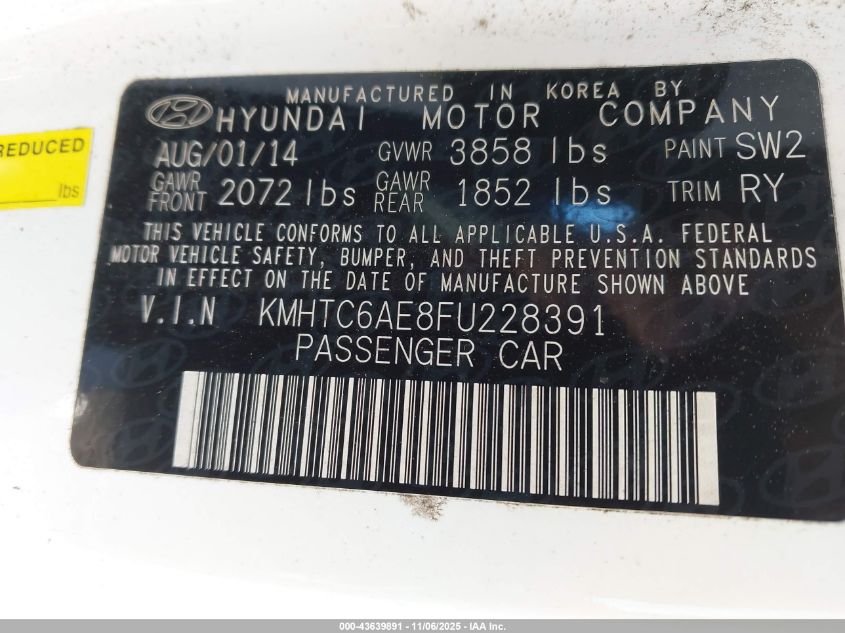 MANUFACTURED IN KOREA BY
HYUNDAI MOTOR COMPANY
AUG/01/14 GVWR 3858 lbs PAINT SW2
GAWR FRONT 2072 lbs GAWR REAR 1852 lbs TRIM RY
THIS VEHICLE CONFORMS TO ALL APPLICABLE U.S.A. FEDERAL
MOTOR VEHICLE SAFETY, BUMPER, AND THEFT PREVENTION STANDARDS
IN EFFECT ON THE DATE OF MANUFACTURE SHOWN ABOVE
V.I.N KMHTC6AE8FU228391
PASSENGER CAR
REDUCED
lbs
000-43639891 - 11/06/2025 - IAA Inc.